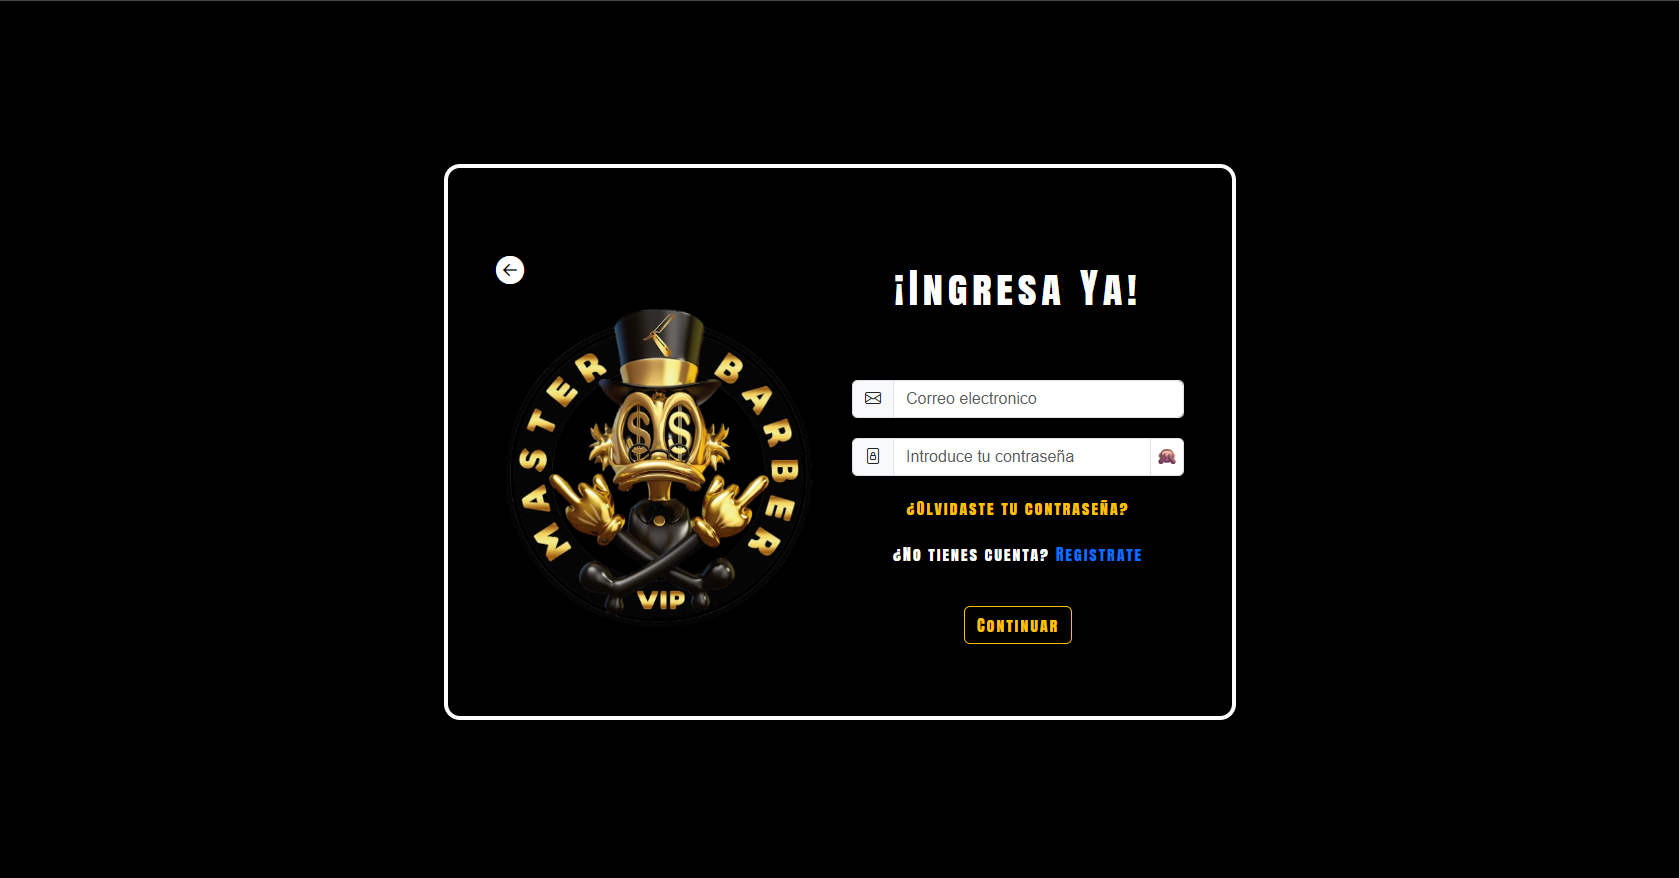 ¡Ingresa Ya!
MASTER BARBER
$ $
VIP
Correo electronico
Introduce tu contraseña
¿Olvidaste tu contraseña?
¿No tienes cuenta? Registrate
Continuar